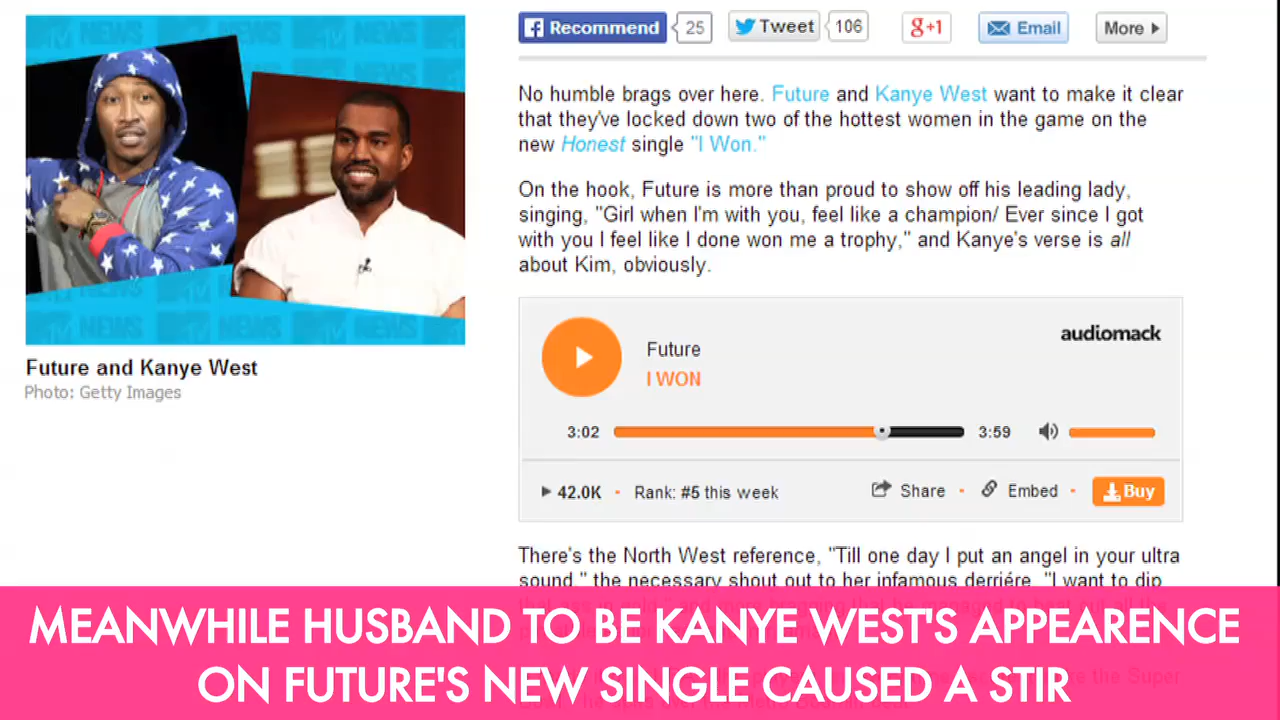 Recommend 25 Tweet 106 g+1 Email More
No humble brags over here. Future and Kanye West want to make it clear
that they've locked down two of the hottest women in the game on the
new Honest single "I Won."
On the hook, Future is more than proud to show off his leading lady,
singing, "Girl when I'm with you, feel like a champion/ Ever since I got
with you I feel like I done won me a trophy," and Kanye's verse is all
about Kim, obviously.
Future and Kanye West
Photo: Getty Images
audiomack
Future
I WON
3:02 3:59
42.0K - Rank: #5 this week Share - Embed - Buy
There's the North West reference, "Till one day I put an angel in your ultra
sound," the necessary shout out to her infamous derriére, "I want to dip
MEANWHILE HUSBAND TO BE KANYE WEST'S APPEARENCE
ON FUTURE'S NEW SINGLE CAUSED A STIR